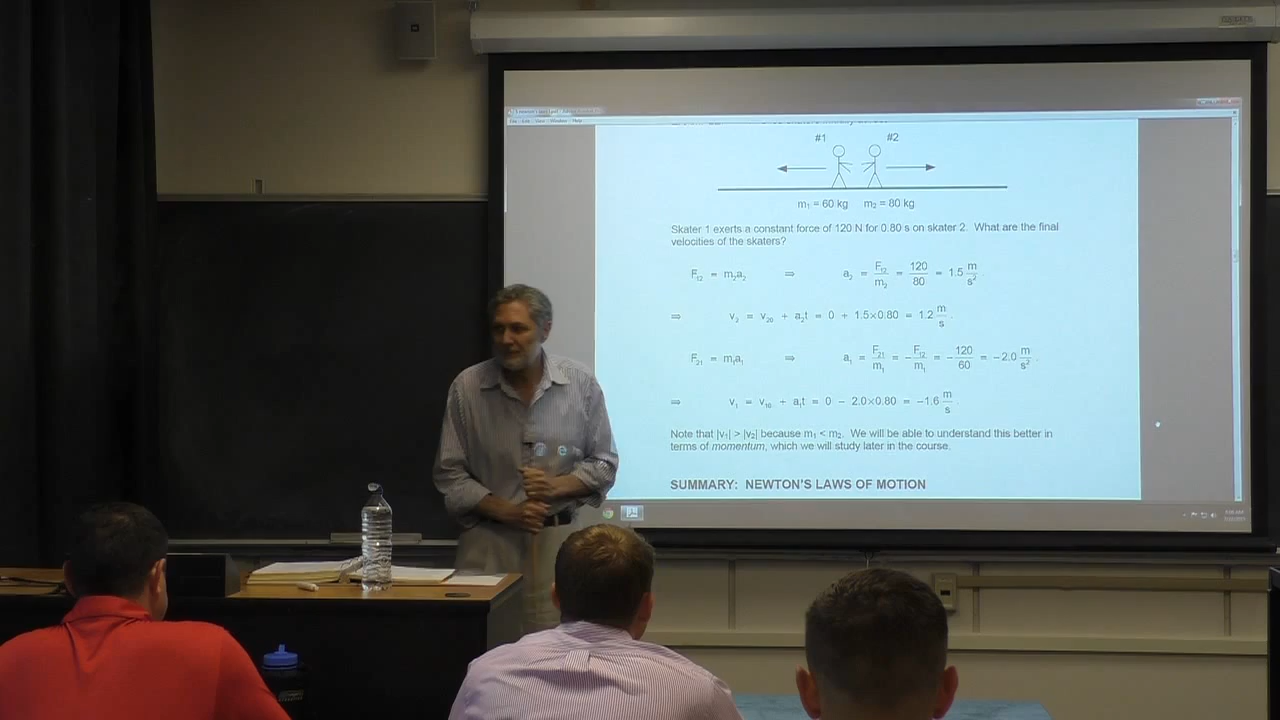 File Edit View Window Help
#1 #2
m₁ = 60 kg m₂ = 80 kg
Skater 1 exerts a constant force of 120 N for 0.80 s on skater 2. What are the final
velocities of the skaters?
F₁₂ = m₂a₂ ⇒ a₂ = F₁₂/m₂ = 120/80 = 1.5 m/s² .
⇒ v₂ = v₂₀ + a₂t = 0 + 1.5×0.80 = 1.2 m/s .
F₂₁ = m₁a₁ ⇒ a₁ = F₂₁/m₁ = −F₁₂/m₁ = −120/60 = −2.0 m/s² .
⇒ v₁ = v₁₀ + a₁t = 0 − 2.0×0.80 = −1.6 m/s .
Note that |v₁| > |v₂| because m₁ < m₂. We will be able to understand this better in
terms of momentum, which we will study later in the course.
SUMMARY: NEWTON'S LAWS OF MOTION